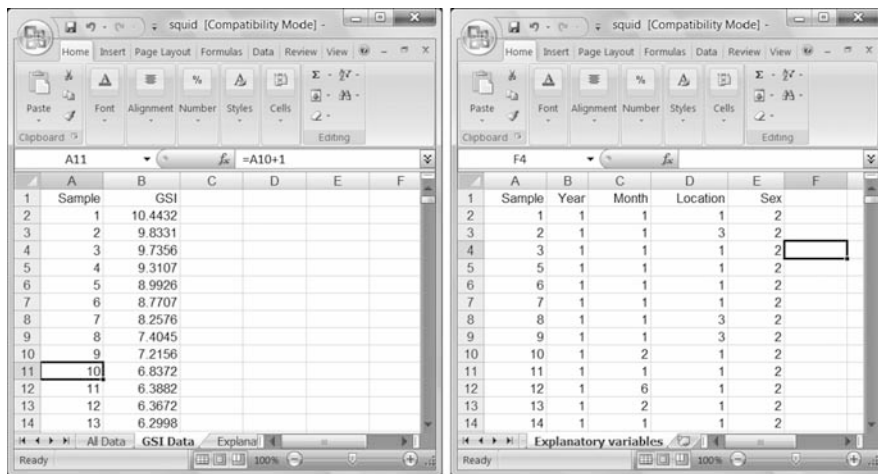 squid [Compatibility Mode] -
Home Insert Page Layout Formulas Data Review View
Paste Font Alignment Number Styles Cells
Clipboard Editing
A11 fx =A10+1
A B C D E F
1 Sample GSI
2 1 10.4432
3 2 9.8331
4 3 9.7356
5 4 9.3107
6 5 8.9926
7 6 8.7707
8 7 8.2576
9 8 7.4045
10 9 7.2156
11 10 6.8372
12 11 6.3882
13 12 6.3672
14 13 6.2998
All Data GSI Data Explanat
Ready 100%
squid [Compatibility Mode] -
Home Insert Page Layout Formulas Data Review View
Paste Font Alignment Number Styles Cells
Clipboard Editing
F4 fx
A B C D E F
1 Sample Year Month Location Sex
2 1 1 1 1 2
3 2 1 1 3 2
4 3 1 1 1 2
5 5 1 1 1 2
6 6 1 1 1 2
7 7 1 1 1 2
8 8 1 1 3 2
9 9 1 1 3 2
10 10 1 2 1 2
11 11 1 1 1 2
12 12 1 6 1 2
13 13 1 2 1 2
14 14 1 1 1 2
Explanatory variables
Ready 100%